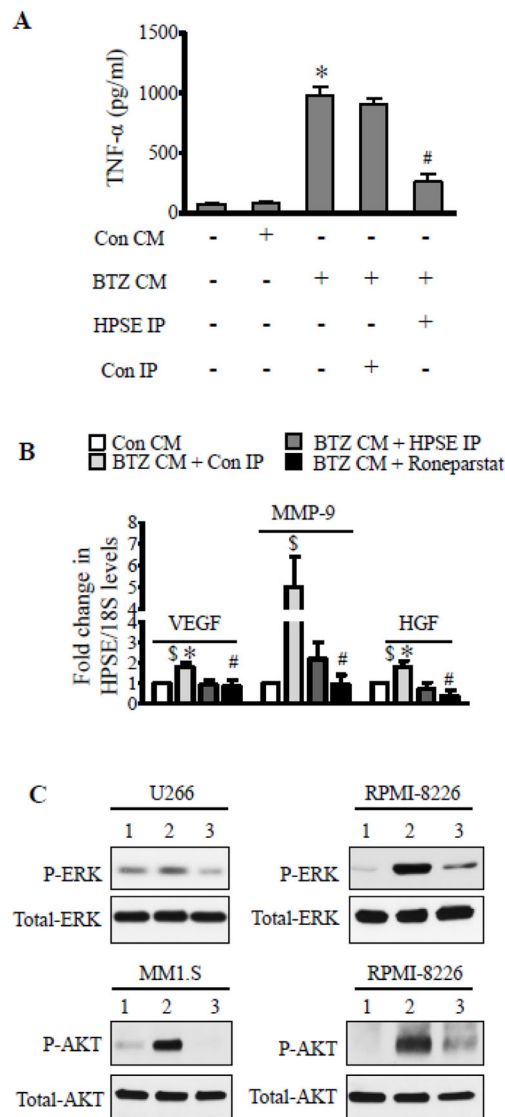 A
TNF-α (pg/ml)
1500
1000
500
0
*
#
Con CM - + - - -
BTZ CM - - + + +
HPSE IP - - - - +
Con IP - - - + -
B
Con CM
BTZ CM + HPSE IP
BTZ CM + Con IP
BTZ CM + Roneparstat
Fold change in
HPSE/18S levels
8
7
6
5
4
2
1
0
VEGF
$ *
#
MMP-9
$
#
HGF
$ *
#
C
U266
1 2 3
P-ERK
Total-ERK
RPMI-8226
1 2 3
P-ERK
Total-ERK
MM1.S
1 2 3
P-AKT
Total-AKT
RPMI-8226
1 2 3
P-AKT
Total-AKT